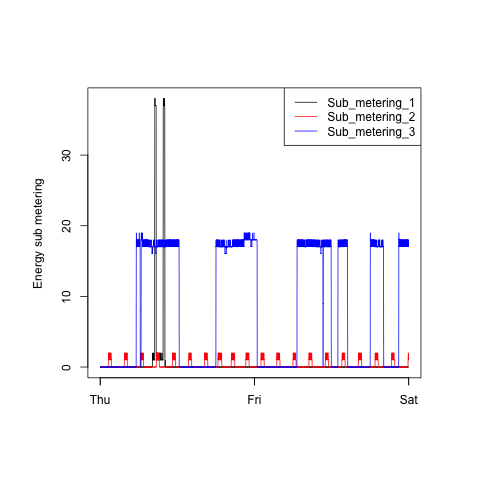 Sub_metering_1
Sub_metering_2
Sub_metering_3
Energy sub metering
30
20
10
0
Thu Fri Sat